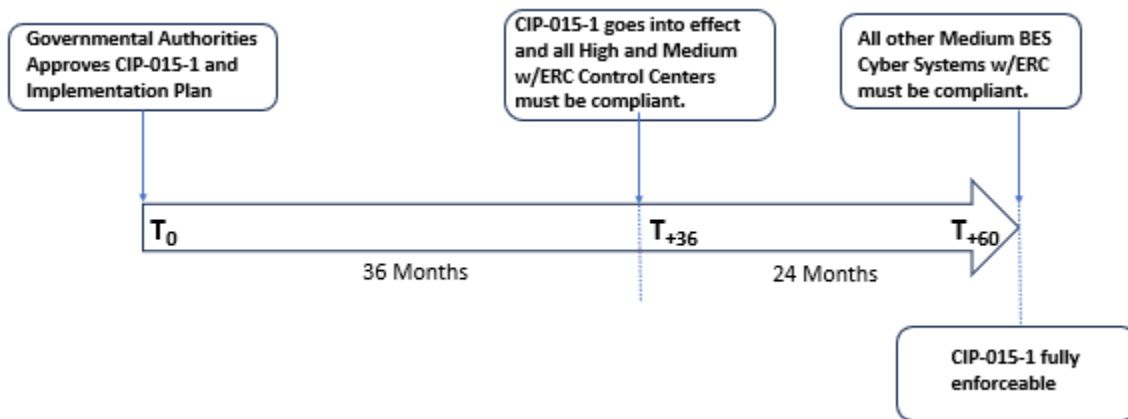 Governmental Authorities
Approves CIP-015-1 and
Implementation Plan
CIP-015-1 goes into effect
and all High and Medium
w/ERC Control Centers
must be compliant.
All other Medium BES
Cyber Systems w/ERC
must be compliant.
T0
T+36
T+60
36 Months
24 Months
CIP-015-1 fully
enforceable